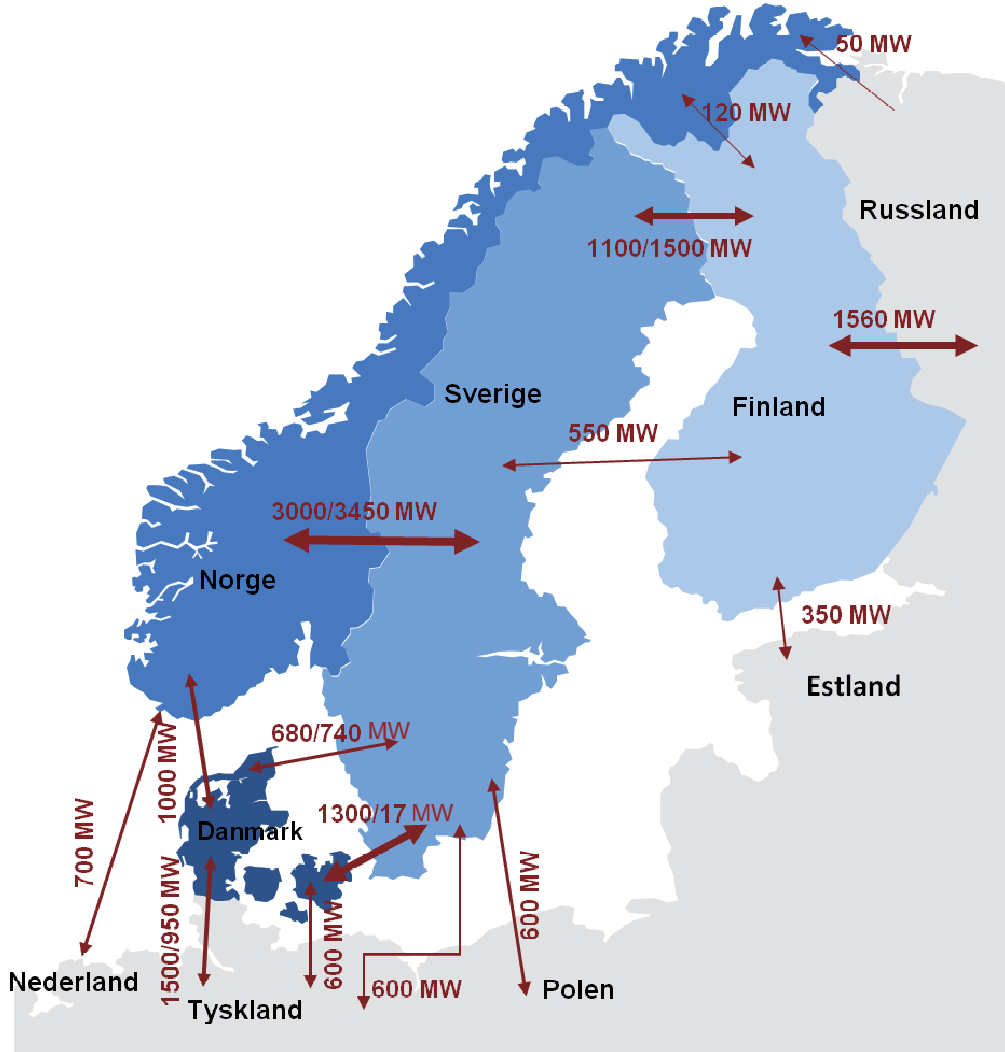 50 MW
120 MW
Russland
1100/1500 MW
1560 MW
Sverige
Finland
550 MW
3000/3450 MW
Norge
350 MW
Estland
680/740 MW
1000 MW
1300/17 MW
Danmark
700 MW
1500/950 MW
600 MW
600 MW
600 MW
Nederland
Tyskland
Polen